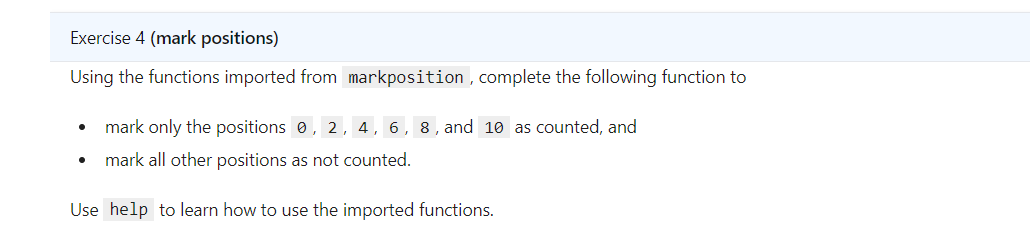 Exercise 4 (mark positions)
Using the functions imported from markposition, complete the following function to
• mark only the positions 0, 2, 4, 6, 8, and 10 as counted, and
• mark all other positions as not counted.
Use help to learn how to use the imported functions.